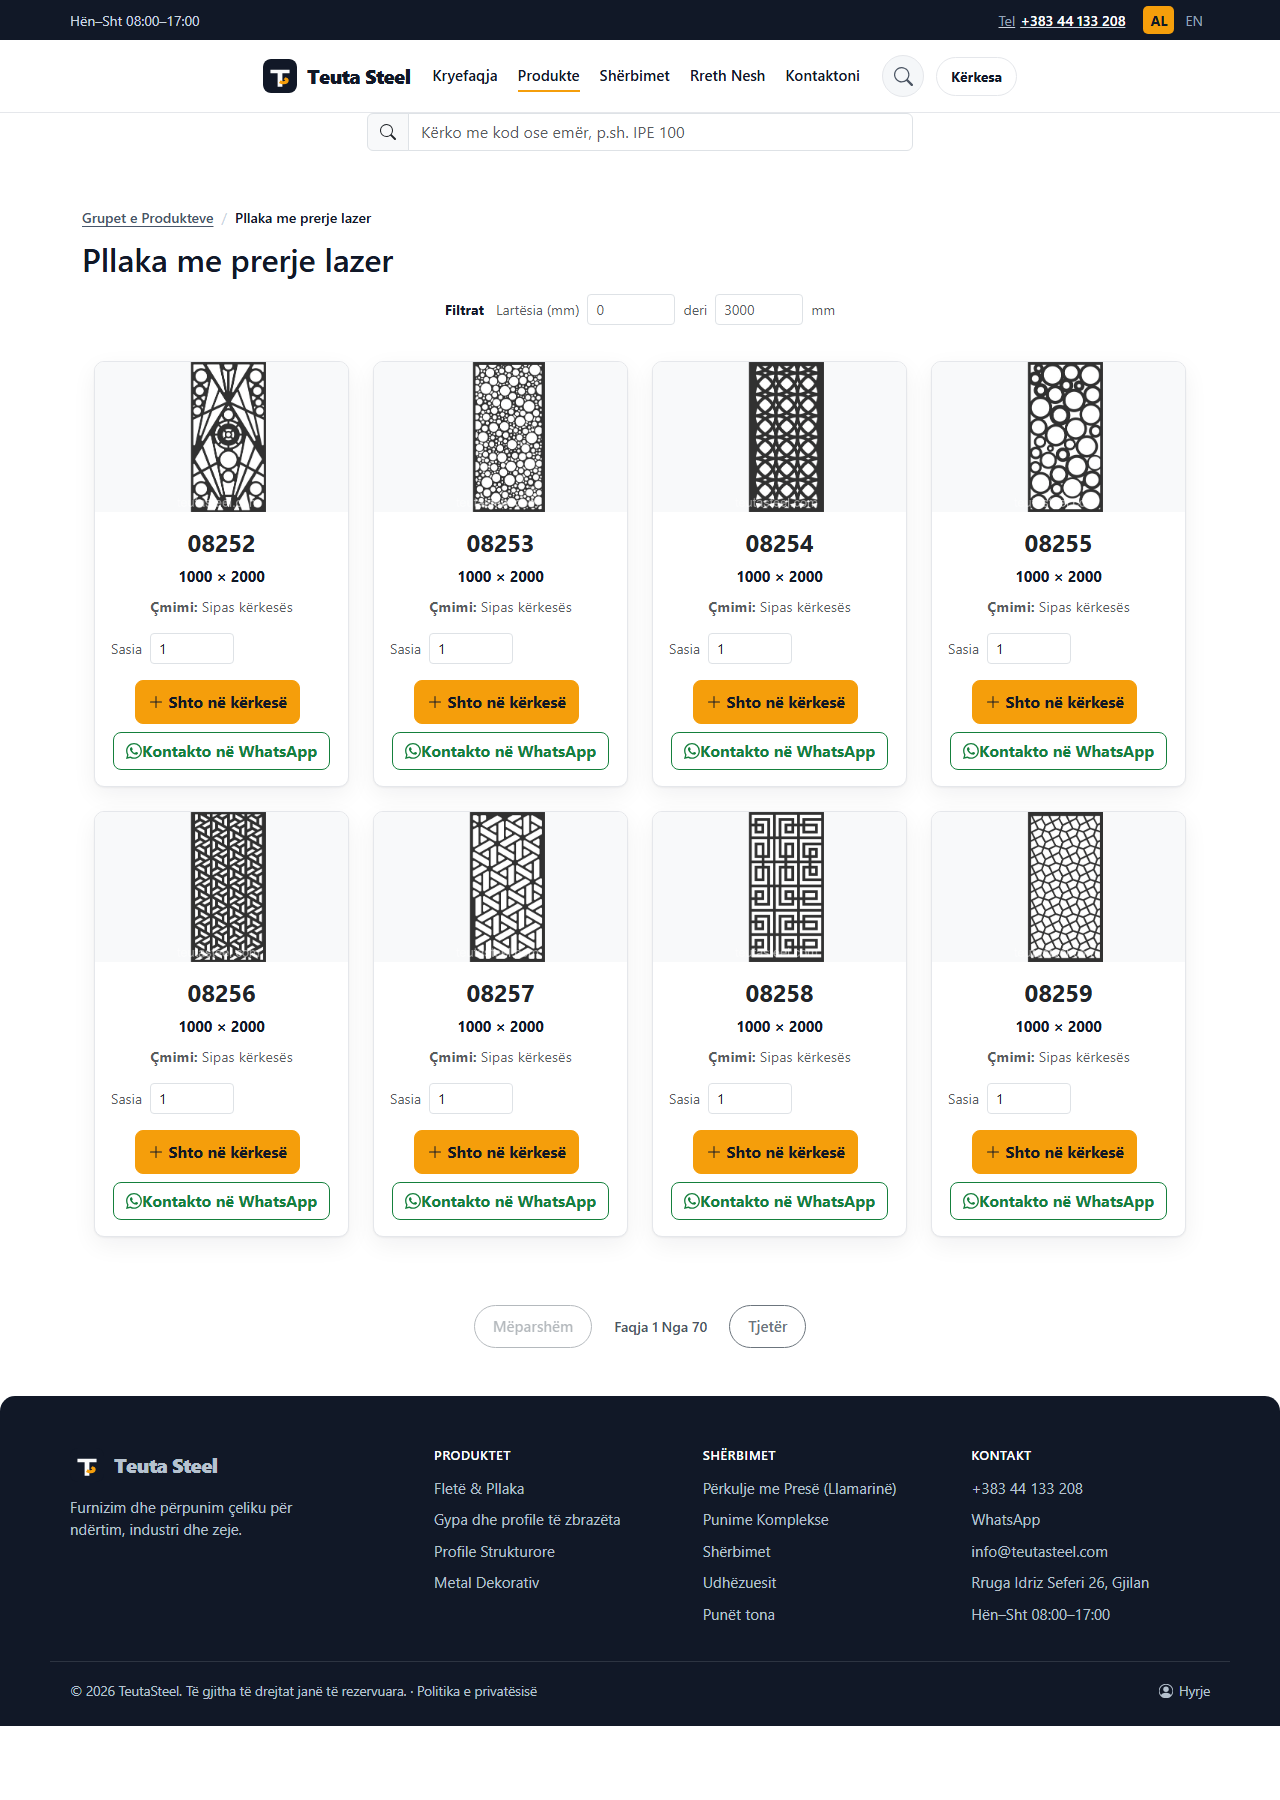 Hën–Sht 08:00–17:00
Tel +383 44 133 208 AL EN
Teuta Steel Kryefaqja Produkte Shërbimet Rreth Nesh Kontaktoni Kërkesa
Kërko me kod ose emër, p.sh. IPE 100
Grupet e Produkteve / Pllaka me prerje lazer
Pllaka me prerje lazer
Filtrat Lartësia (mm) 0 deri 3000 mm
08252
1000 × 2000
Çmimi: Sipas kërkesës
Sasia 1
Shto në kërkesë
Kontakto në WhatsApp
08253
1000 × 2000
Çmimi: Sipas kërkesës
Sasia 1
Shto në kërkesë
Kontakto në WhatsApp
08254
1000 × 2000
Çmimi: Sipas kërkesës
Sasia 1
Shto në kërkesë
Kontakto në WhatsApp
08255
1000 × 2000
Çmimi: Sipas kërkesës
Sasia 1
Shto në kërkesë
Kontakto në WhatsApp
08256
1000 × 2000
Çmimi: Sipas kërkesës
Sasia 1
Shto në kërkesë
Kontakto në WhatsApp
08257
1000 × 2000
Çmimi: Sipas kërkesës
Sasia 1
Shto në kërkesë
Kontakto në WhatsApp
08258
1000 × 2000
Çmimi: Sipas kërkesës
Sasia 1
Shto në kërkesë
Kontakto në WhatsApp
08259
1000 × 2000
Çmimi: Sipas kërkesës
Sasia 1
Shto në kërkesë
Kontakto në WhatsApp
Mëparshëm Faqja 1 Nga 70 Tjetër
Teuta Steel
Furnizim dhe përpunim çeliku për
ndërtim, industri dhe zeje.
PRODUKTET
Fletë & Pllaka
Gypa dhe profile të zbrazëta
Profile Strukturore
Metal Dekorativ
SHËRBIMET
Përkulje me Presë (Llamarinë)
Punime Komplekse
Shërbimet
Udhëzuesit
Punët tona
KONTAKT
+383 44 133 208
WhatsApp
info@teutasteel.com
Rruga Idriz Seferi 26, Gjilan
Hën–Sht 08:00–17:00
© 2026 TeutaSteel. Të gjitha të drejtat janë të rezervuara. · Politika e privatësisë
Hyrje